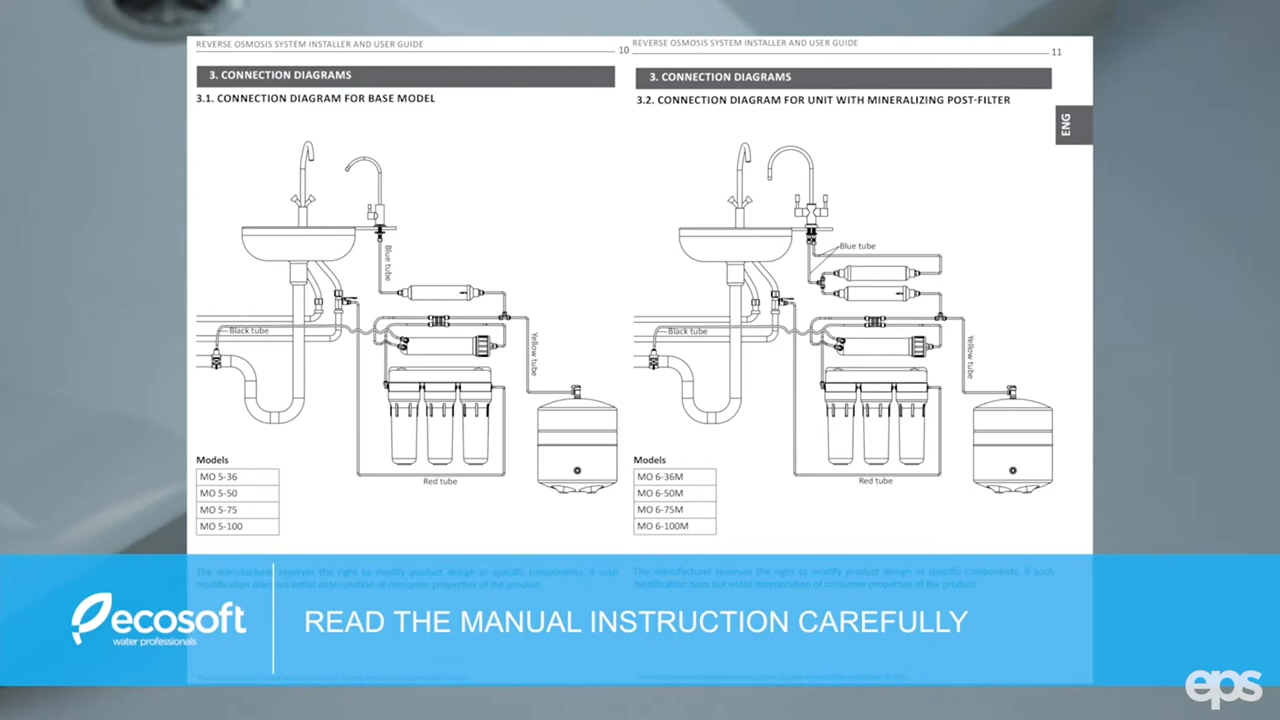 REVERSE OSMOSIS SYSTEM INSTALLER AND USER GUIDE
10
3. CONNECTION DIAGRAMS
3.1. CONNECTION DIAGRAM FOR BASE MODEL
Blue tube
Black tube
Yellow tube
Red tube
Models
MO 5-36
MO 5-50
MO 5-75
MO 5-100
The manufacturer reserves the right to modify product design or specific components, if such
modification does not entail deterioration of consumer properties of the product.
REVERSE OSMOSIS SYSTEM INSTALLER AND USER GUIDE
11
3. CONNECTION DIAGRAMS
3.2. CONNECTION DIAGRAM FOR UNIT WITH MINERALIZING POST-FILTER
ENG
Blue tube
Black tube
Yellow tube
Red tube
Models
MO 6-36M
MO 6-50M
MO 6-75M
MO 6-100M
The manufacturer reserves the right to modify product design or specific components, if such
modification does not entail deterioration of consumer properties of the product.
ecosoft
water professionals
READ THE MANUAL INSTRUCTION CAREFULLY
eps